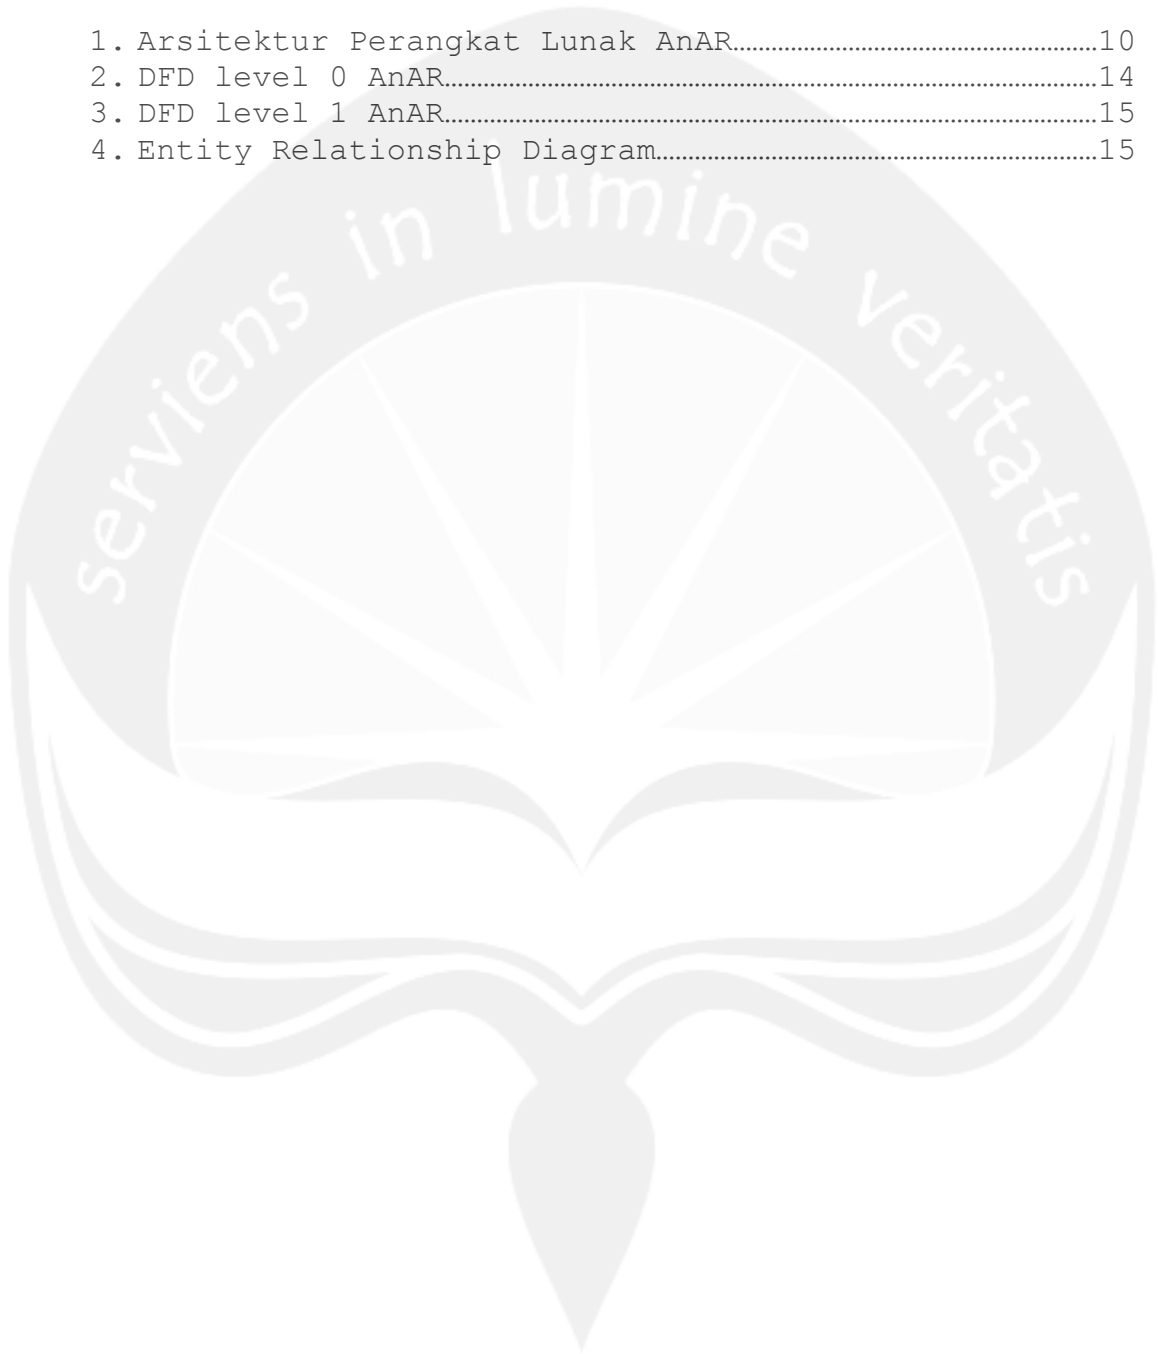 1. Arsitektur Perangkat Lunak AnAR……………………………………………………10
2. DFD level 0 AnAR……………………………………………………………………………………………14
3. DFD level 1 AnAR……………………………………………………………………………………………15
4. Entity Relationship Diagram………………………………………………………………15
serviens in lumine veritatis